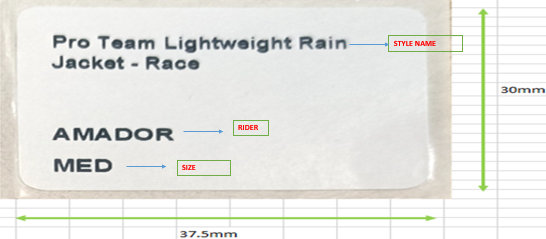 Pro Team Lightweight Rain
Jacket - Race
STYLE NAME
30mm
AMADOR
RIDER
MED
SIZE
37.5mm